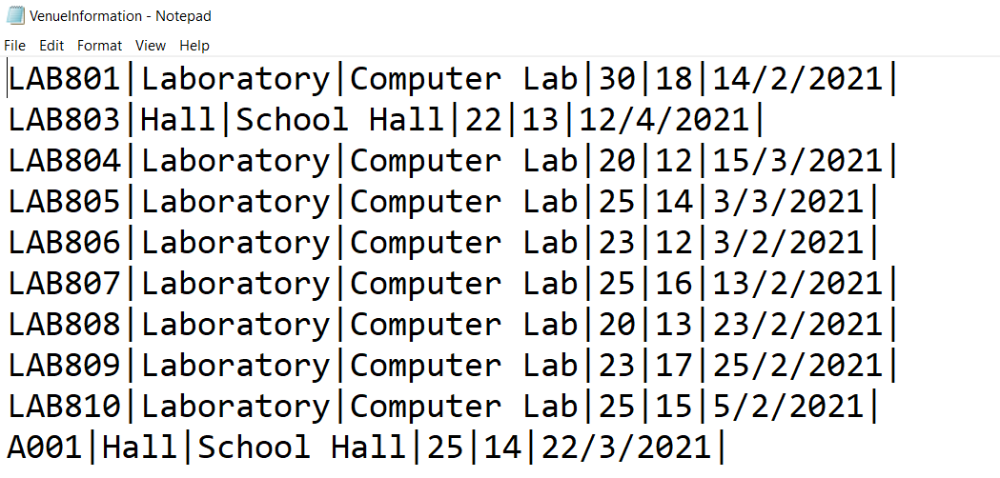 VenueInformation - Notepad
File Edit Format View Help
LAB801|Laboratory|Computer Lab|30|18|14/2/2021|
LAB803|Hall|School Hall|22|13|12/4/2021|
LAB804|Laboratory|Computer Lab|20|12|15/3/2021|
LAB805|Laboratory|Computer Lab|25|14|3/3/2021|
LAB806|Laboratory|Computer Lab|23|12|3/2/2021|
LAB807|Laboratory|Computer Lab|25|16|13/2/2021|
LAB808|Laboratory|Computer Lab|20|13|23/2/2021|
LAB809|Laboratory|Computer Lab|23|17|25/2/2021|
LAB810|Laboratory|Computer Lab|25|15|5/2/2021|
A001|Hall|School Hall|25|14|22/3/2021|